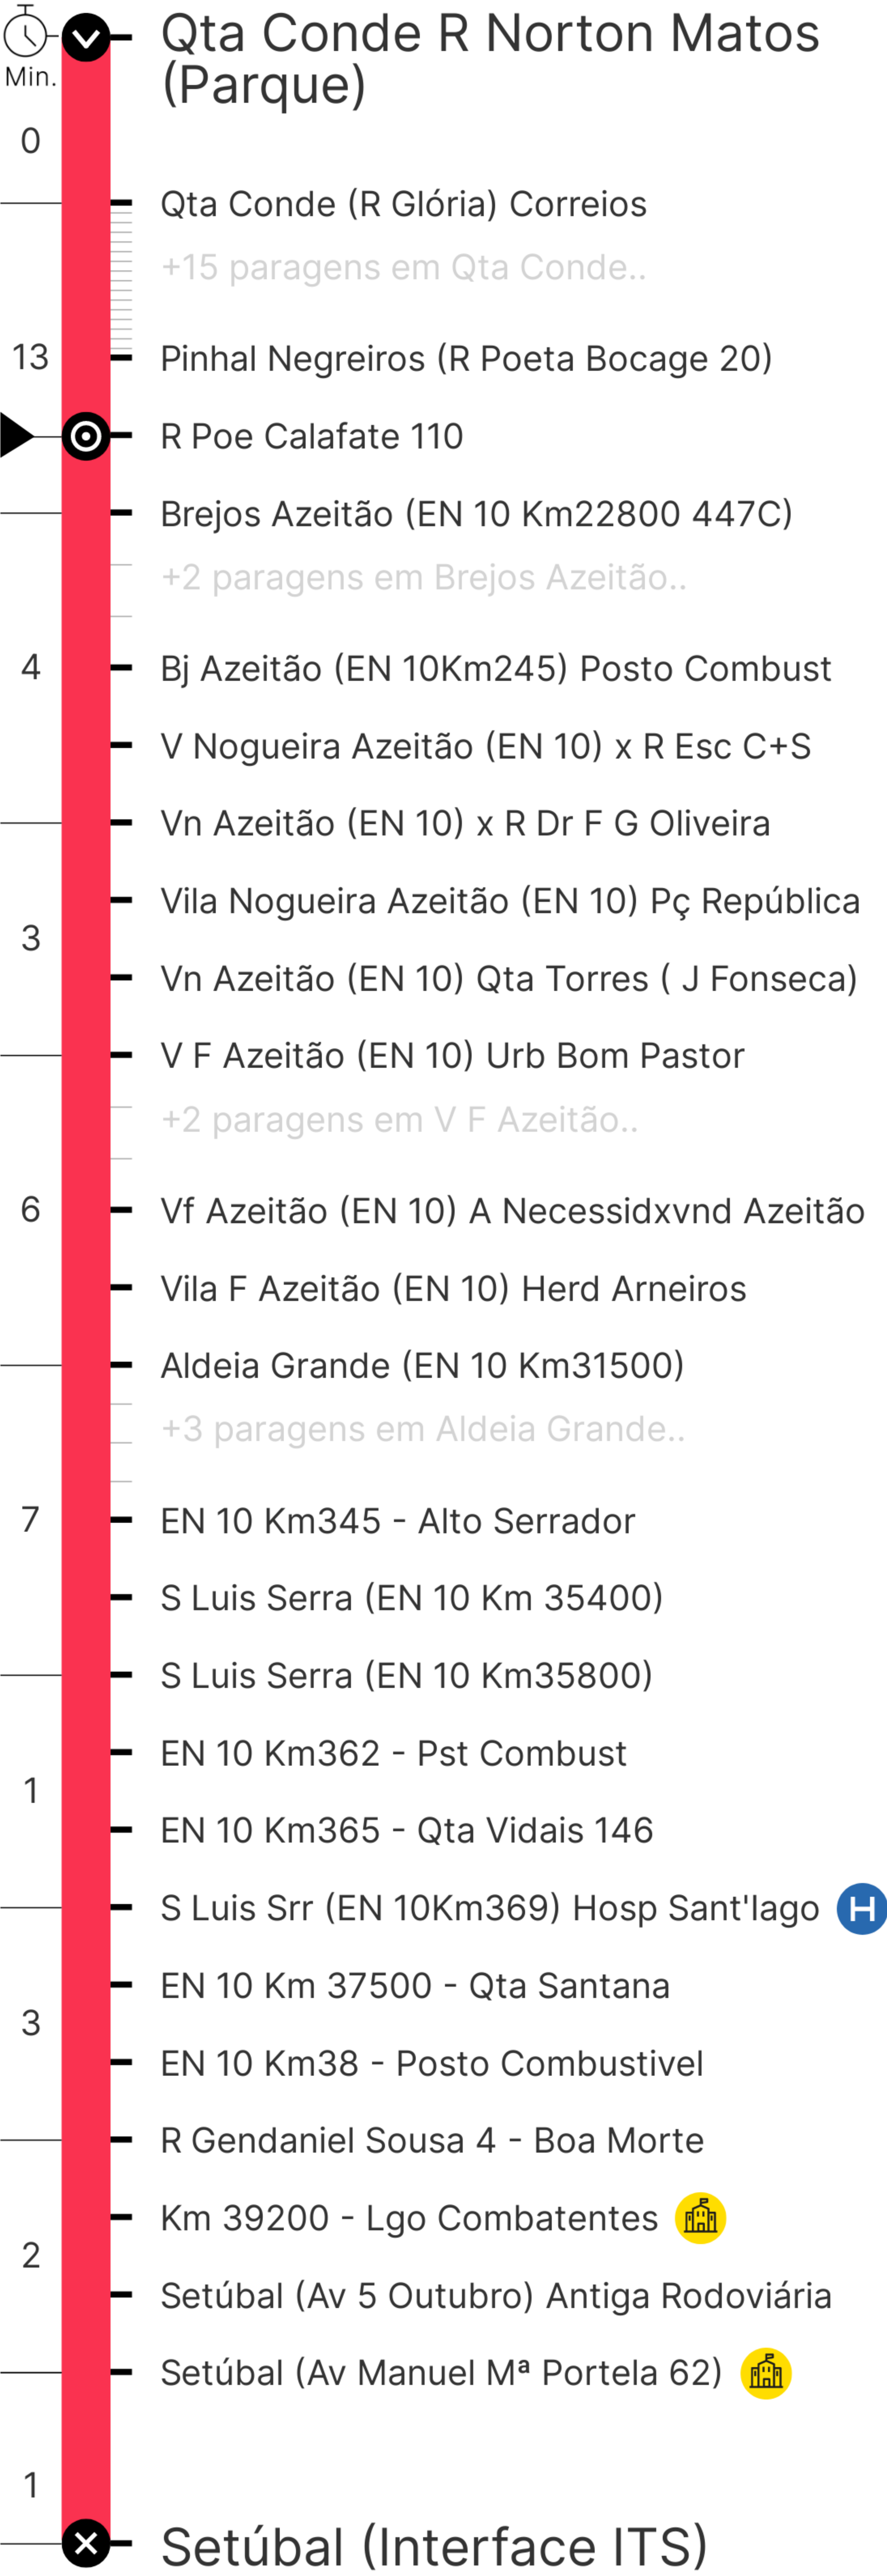 Qta Conde R Norton Matos
(Parque)
Min.
0
Qta Conde (R Glória) Correios
+15 paragens em Qta Conde..
13
Pinhal Negreiros (R Poeta Bocage 20)
R Poe Calafate 110
Brejos Azeitão (EN 10 Km22800 447C)
+2 paragens em Brejos Azeitão..
4
Bj Azeitão (EN 10Km245) Posto Combust
V Nogueira Azeitão (EN 10) x R Esc C+S
Vn Azeitão (EN 10) x R Dr F G Oliveira
Vila Nogueira Azeitão (EN 10) Pç República
3
Vn Azeitão (EN 10) Qta Torres ( J Fonseca)
V F Azeitão (EN 10) Urb Bom Pastor
+2 paragens em V F Azeitão..
6
Vf Azeitão (EN 10) A Necessidxvnd Azeitão
Vila F Azeitão (EN 10) Herd Arneiros
Aldeia Grande (EN 10 Km31500)
+3 paragens em Aldeia Grande..
7
EN 10 Km345 - Alto Serrador
S Luis Serra (EN 10 Km 35400)
S Luis Serra (EN 10 Km35800)
EN 10 Km362 - Pst Combust
1
EN 10 Km365 - Qta Vidais 146
S Luis Srr (EN 10Km369) Hosp Sant'Iago H
EN 10 Km 37500 - Qta Santana
3
EN 10 Km38 - Posto Combustivel
R Gendaniel Sousa 4 - Boa Morte
Km 39200 - Lgo Combatentes
2
Setúbal (Av 5 Outubro) Antiga Rodoviária
Setúbal (Av Manuel Mª Portela 62)
1
Setúbal (Interface ITS)